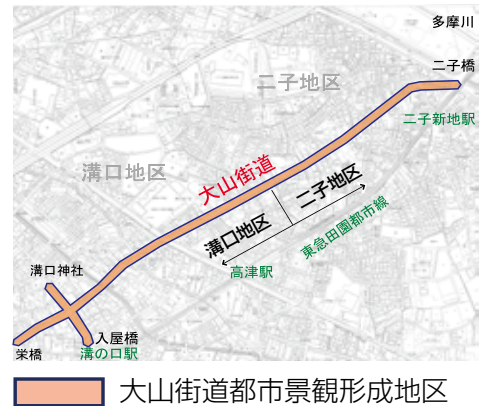 多摩川
二子橋
二子地区
二子新地駅
溝口地区
大山街道
二子地区
溝口地区
東急田園都市線
高津駅
溝口神社
入屋橋
栄橋
溝の口駅
大山街道都市景観形成地区